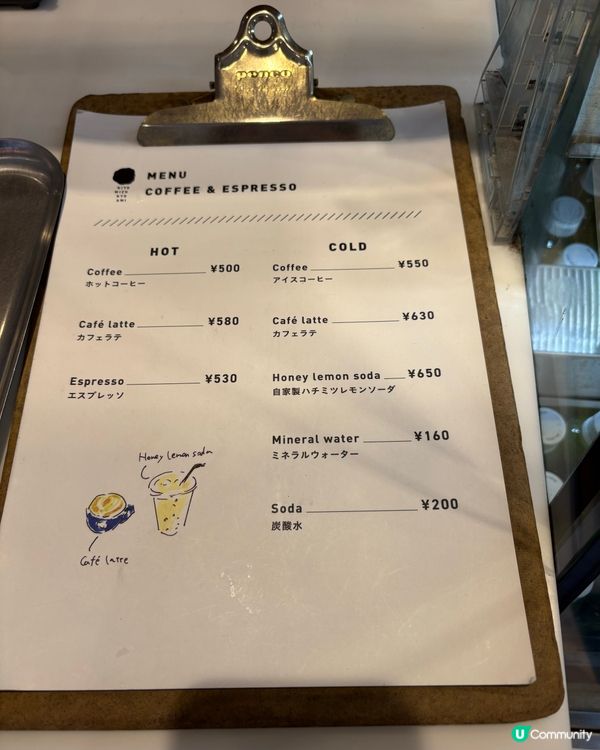 penco
MENU
COFFEE & ESPRESSO
HOT
Coffee ¥500
ホットコーヒー
Café latte ¥580
カフェラテ
Espresso ¥530
エスプレッソ
COLD
Coffee ¥550
アイスコーヒー
Café latte ¥630
カフェラテ
Honey lemon soda ¥650
自家製ハチミツレモンソーダ
Mineral water ¥160
ミネラルウォーター
Soda ¥200
炭酸水
Honey lemon soda
Café latte
U Community